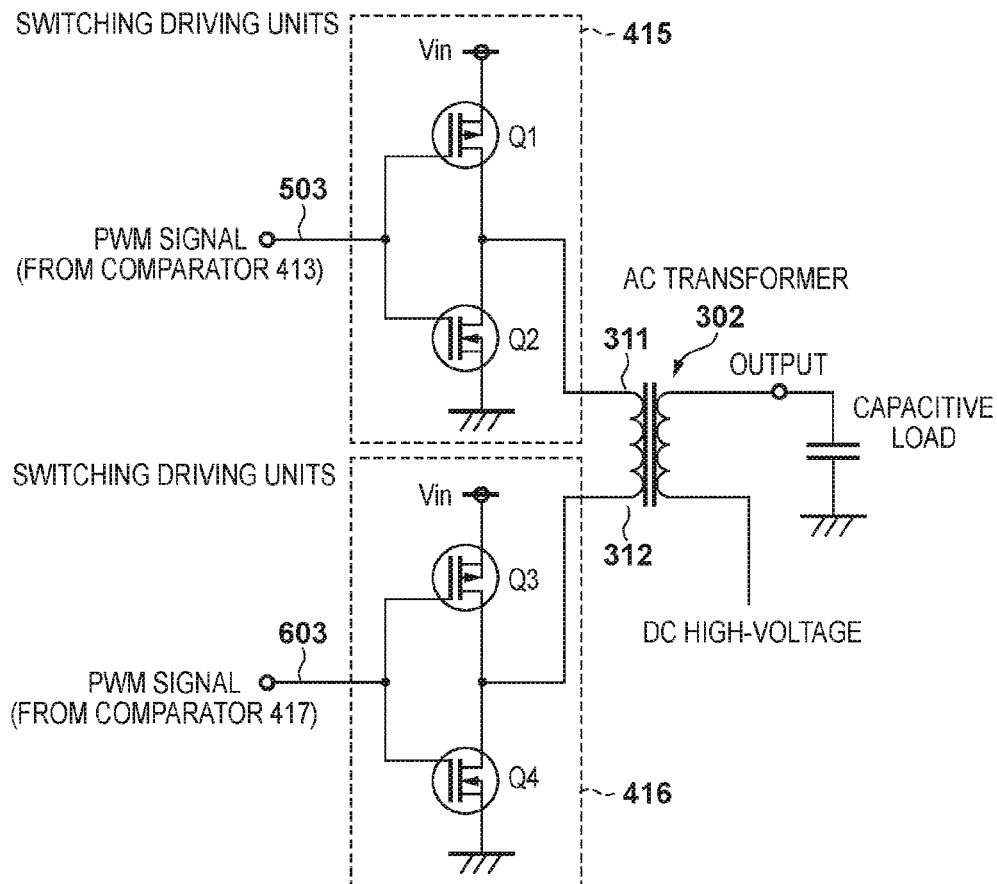 SWITCHING DRIVING UNITS
415
Vin
Q1
503
PWM SIGNAL
(FROM COMPARATOR 413)
Q2
AC TRANSFORMER
302
311
OUTPUT
CAPACITIVE
LOAD
SWITCHING DRIVING UNITS
Vin
312
Q3
DC HIGH-VOLTAGE
603
PWM SIGNAL
(FROM COMPARATOR 417)
Q4
416